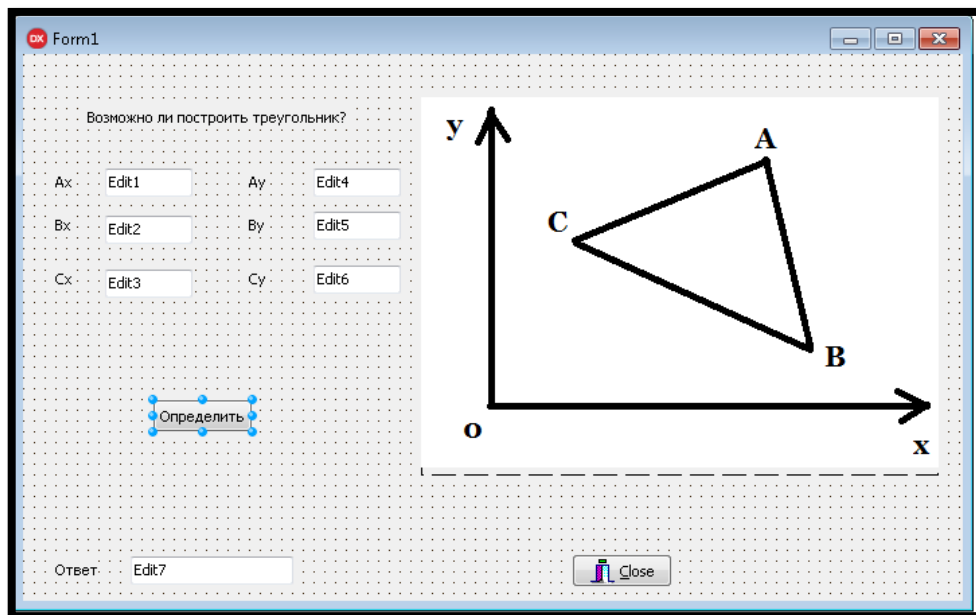 Form1
Возможно ли построить треугольник?
Ax Edit1 Ay Edit4
Bx Edit2 By Edit5
Cx Edit3 Cy Edit6
Определить
Ответ Edit7
y
A
C
B
o
x
Close